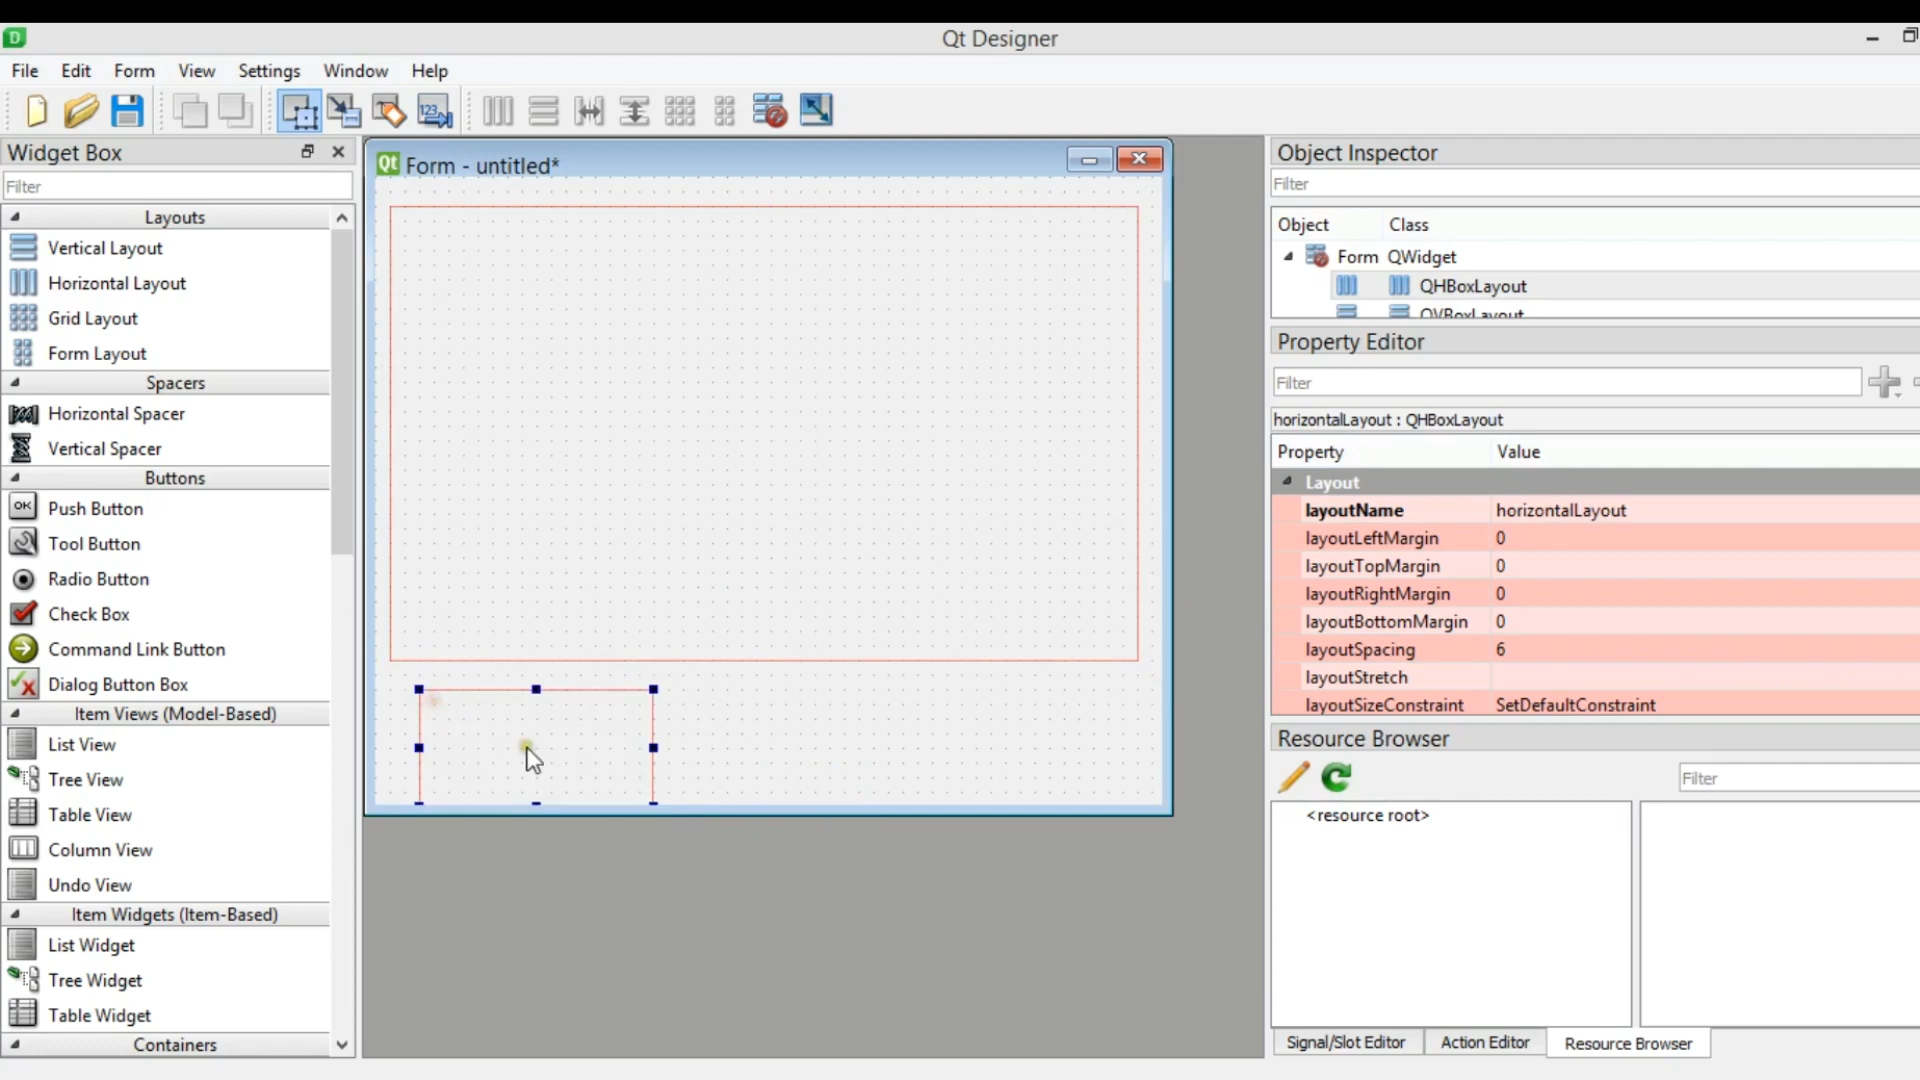 Qt Designer
File Edit Form View Settings Window Help
Widget Box
Filter
Layouts
Vertical Layout
Horizontal Layout
Grid Layout
Form Layout
Spacers
Horizontal Spacer
Vertical Spacer
Buttons
OK Push Button
Tool Button
Radio Button
Check Box
Command Link Button
Dialog Button Box
Item Views (Model-Based)
List View
Tree View
Table View
Column View
Undo View
Item Widgets (Item-Based)
List Widget
Tree Widget
Table Widget
Containers
Qt Form - untitled*
Object Inspector
Filter
Object Class
Form QWidget
QHBoxLayout
QVBoxLayout
Property Editor
Filter
horizontalLayout : QHBoxLayout
Property Value
Layout
layoutName horizontalLayout
layoutLeftMargin 0
layoutTopMargin 0
layoutRightMargin 0
layoutBottomMargin 0
layoutSpacing 6
layoutStretch
layoutSizeConstraint SetDefaultConstraint
Resource Browser
Filter
<resource root>
Signal/Slot Editor Action Editor Resource Browser